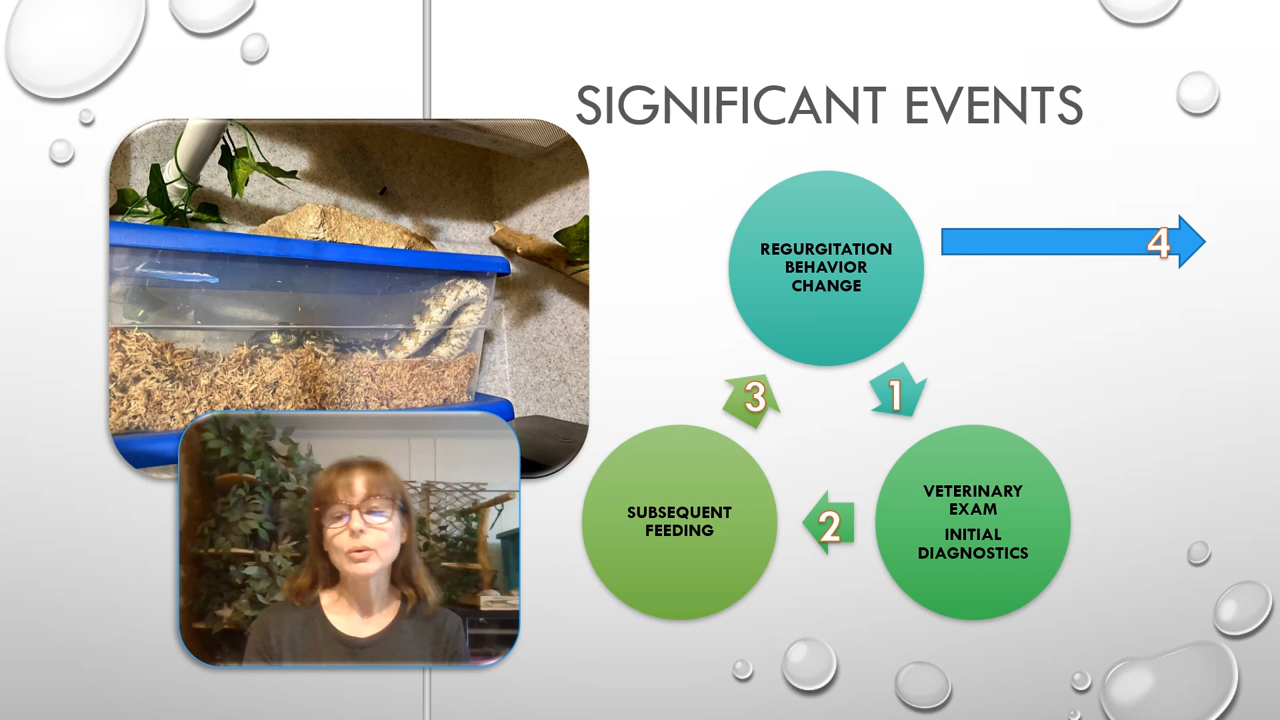 SIGNIFICANT EVENTS
REGURGITATION
BEHAVIOR
CHANGE
4
3
1
SUBSEQUENT
FEEDING
2
VETERINARY
EXAM
INITIAL
DIAGNOSTICS